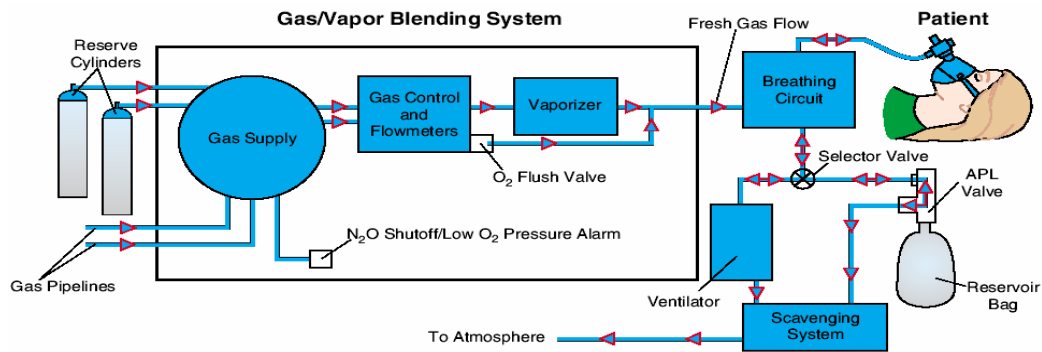 Gas/Vapor Blending System
Fresh Gas Flow
Patient
Reserve
Cylinders
Gas Supply
Gas Control
and
Flowmeters
Vaporizer
Breathing
Circuit
O₂ Flush Valve
Selector Valve
APL
Valve
N₂O Shutoff/Low O₂ Pressure Alarm
Gas Pipelines
Ventilator
Reservoir
Bag
Scavenging
System
To Atmosphere